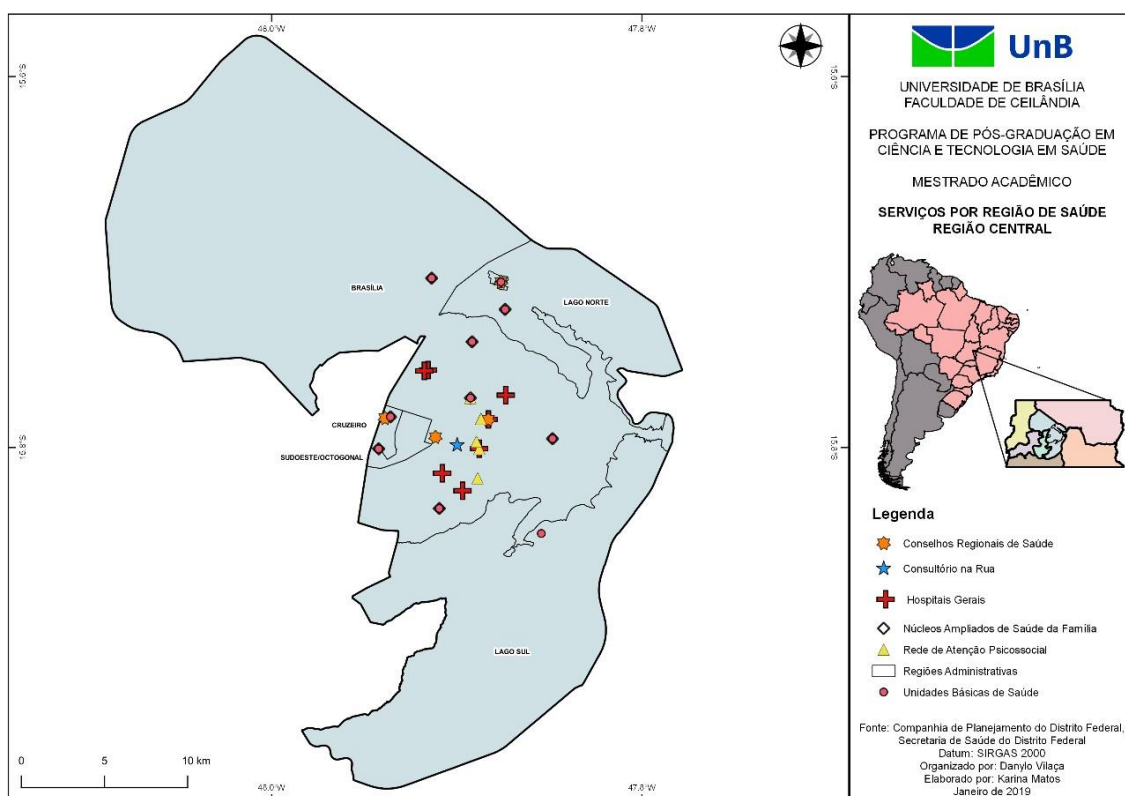 48.0°W
47.8°W
15.6°S
15.6°S
BRASÍLIA
LAGO NORTE
CRUZEIRO
SUDOESTE/OCTOGONAL
15.8°S
15.8°S
LAGO SUL
0 5 10 km
48.0°W
47.8°W
UnB
UNIVERSIDADE DE BRASÍLIA
FACULDADE DE CEILÂNDIA
PROGRAMA DE PÓS-GRADUAÇÃO EM
CIÊNCIA E TECNOLOGIA EM SAÚDE
MESTRADO ACADÊMICO
SERVIÇOS POR REGIÃO DE SAÚDE
REGIÃO CENTRAL
Legenda
Conselhos Regionais de Saúde
Consultório na Rua
Hospitais Gerais
Núcleos Ampliados de Saúde da Família
Rede de Atenção Psicossocial
Regiões Administrativas
Unidades Básicas de Saúde
Fonte: Companhia de Planejamento do Distrito Federal,
Secretaria de Saúde do Distrito Federal
Datum: SIRGAS 2000
Organizado por: Danylo Vilaça
Elaborado por: Karina Matos
Janeiro de 2019